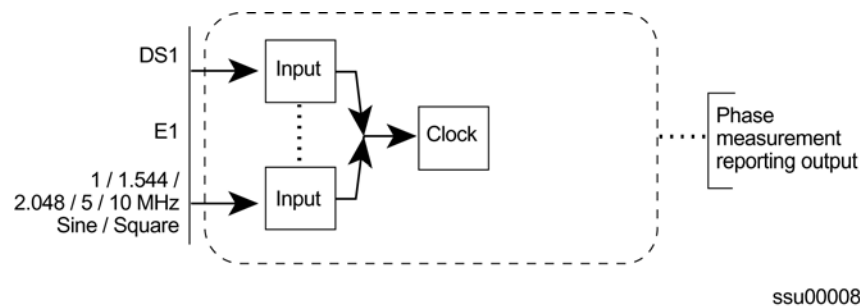 DS1
E1
1 / 1.544 /
2.048 / 5 / 10 MHz
Sine / Square
Input
Input
Clock
Phase
measurement
reporting output
ssu00008